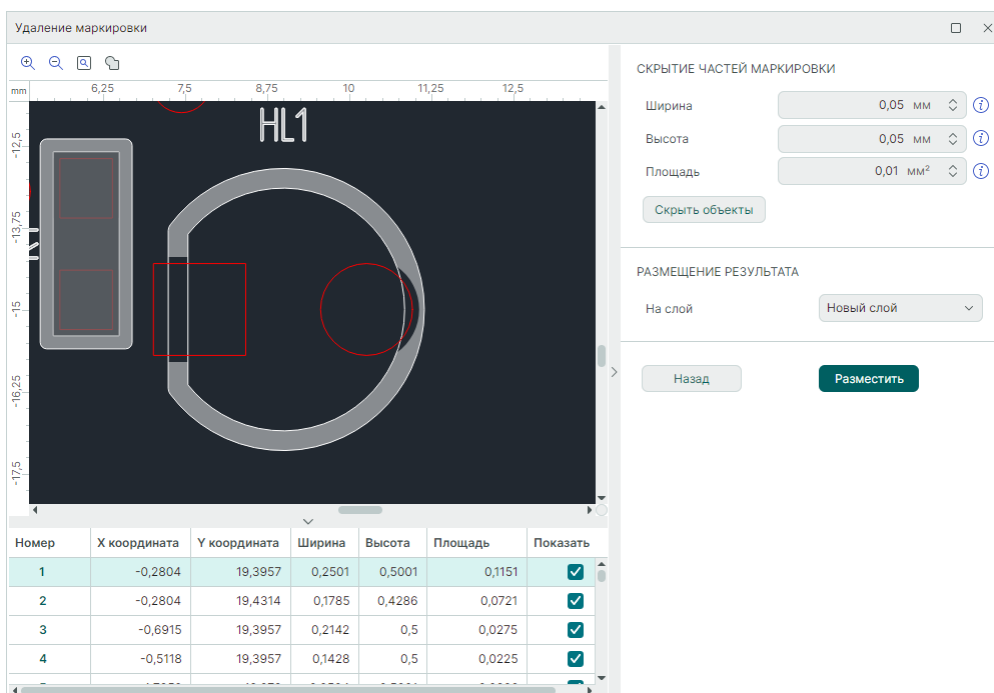 Удаление маркировки
mm
6,25 7,5 8,75 10 11,25 12,5
-12,5
-13,75
-15
-16,25
-17,5
HL1
СКРЫТИЕ ЧАСТЕЙ МАРКИРОВКИ
Ширина 0,05 мм
Высота 0,05 мм
Площадь 0,01 мм²
Скрыть объекты
РАЗМЕЩЕНИЕ РЕЗУЛЬТАТА
На слой Новый слой
Назад Разместить
Номер X координата Y координата Ширина Высота Площадь Показать
1 -0,2804 19,3957 0,2501 0,5001 0,1151
2 -0,2804 19,4314 0,1785 0,4286 0,0721
3 -0,6915 19,3957 0,2142 0,5 0,0275
4 -0,5118 19,3957 0,1428 0,5 0,0225